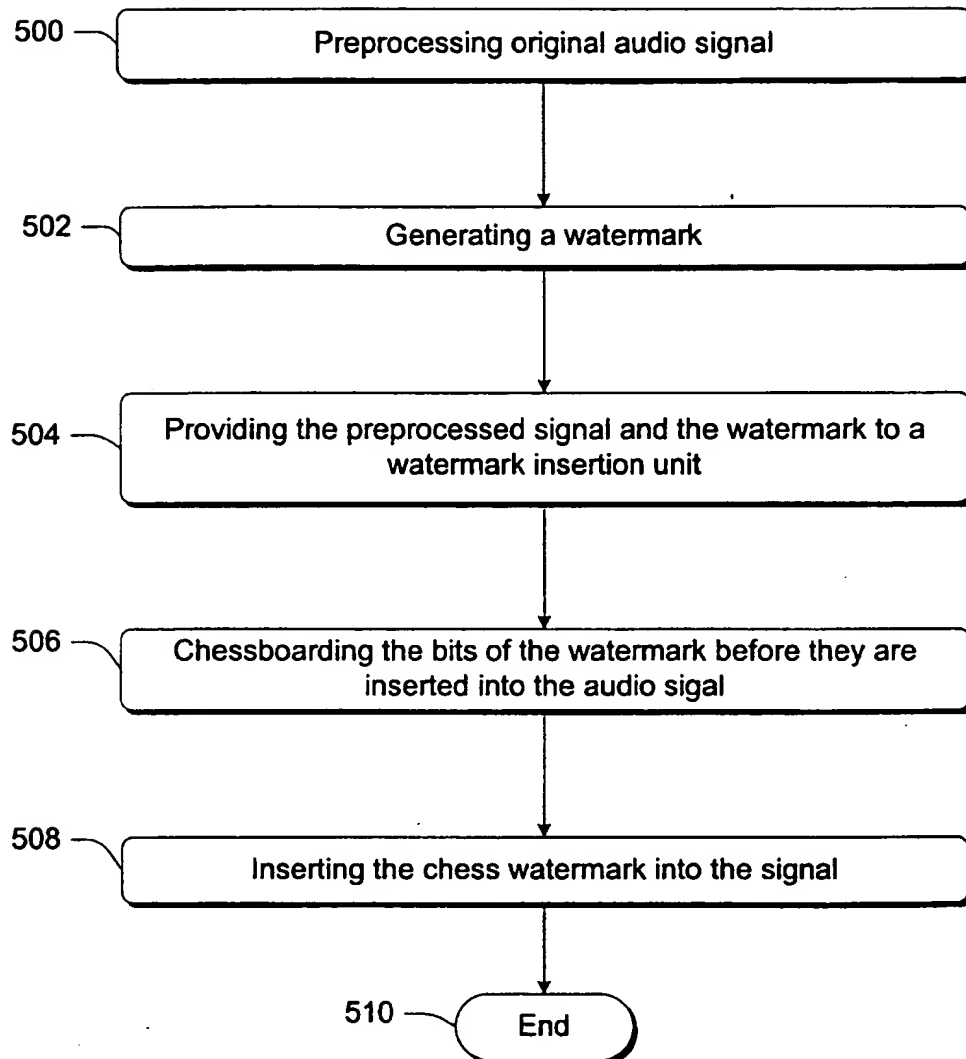 500
Preprocessing original audio signal
502
Generating a watermark
504
Providing the preprocessed signal and the watermark to a
watermark insertion unit
506
Chessboarding the bits of the watermark before they are
inserted into the audio sigal
508
Inserting the chess watermark into the signal
510
End